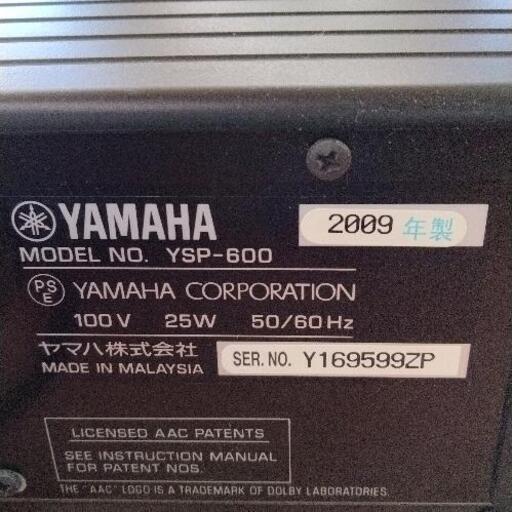 YAMAHA
2009 年製
MODEL NO. YSP-600
PS E YAMAHA CORPORATION
100V 25W 50/60Hz
ヤマハ株式会社
MADE IN MALAYSIA
SER.NO. Y169599ZP
LICENSED AAC PATENTS
SEE INSTRUCTION MANUAL
FOR PATENT NOS.
THE "AAC" LOGO IS A TRADEMARK OF DOLBY LABORATORIES.